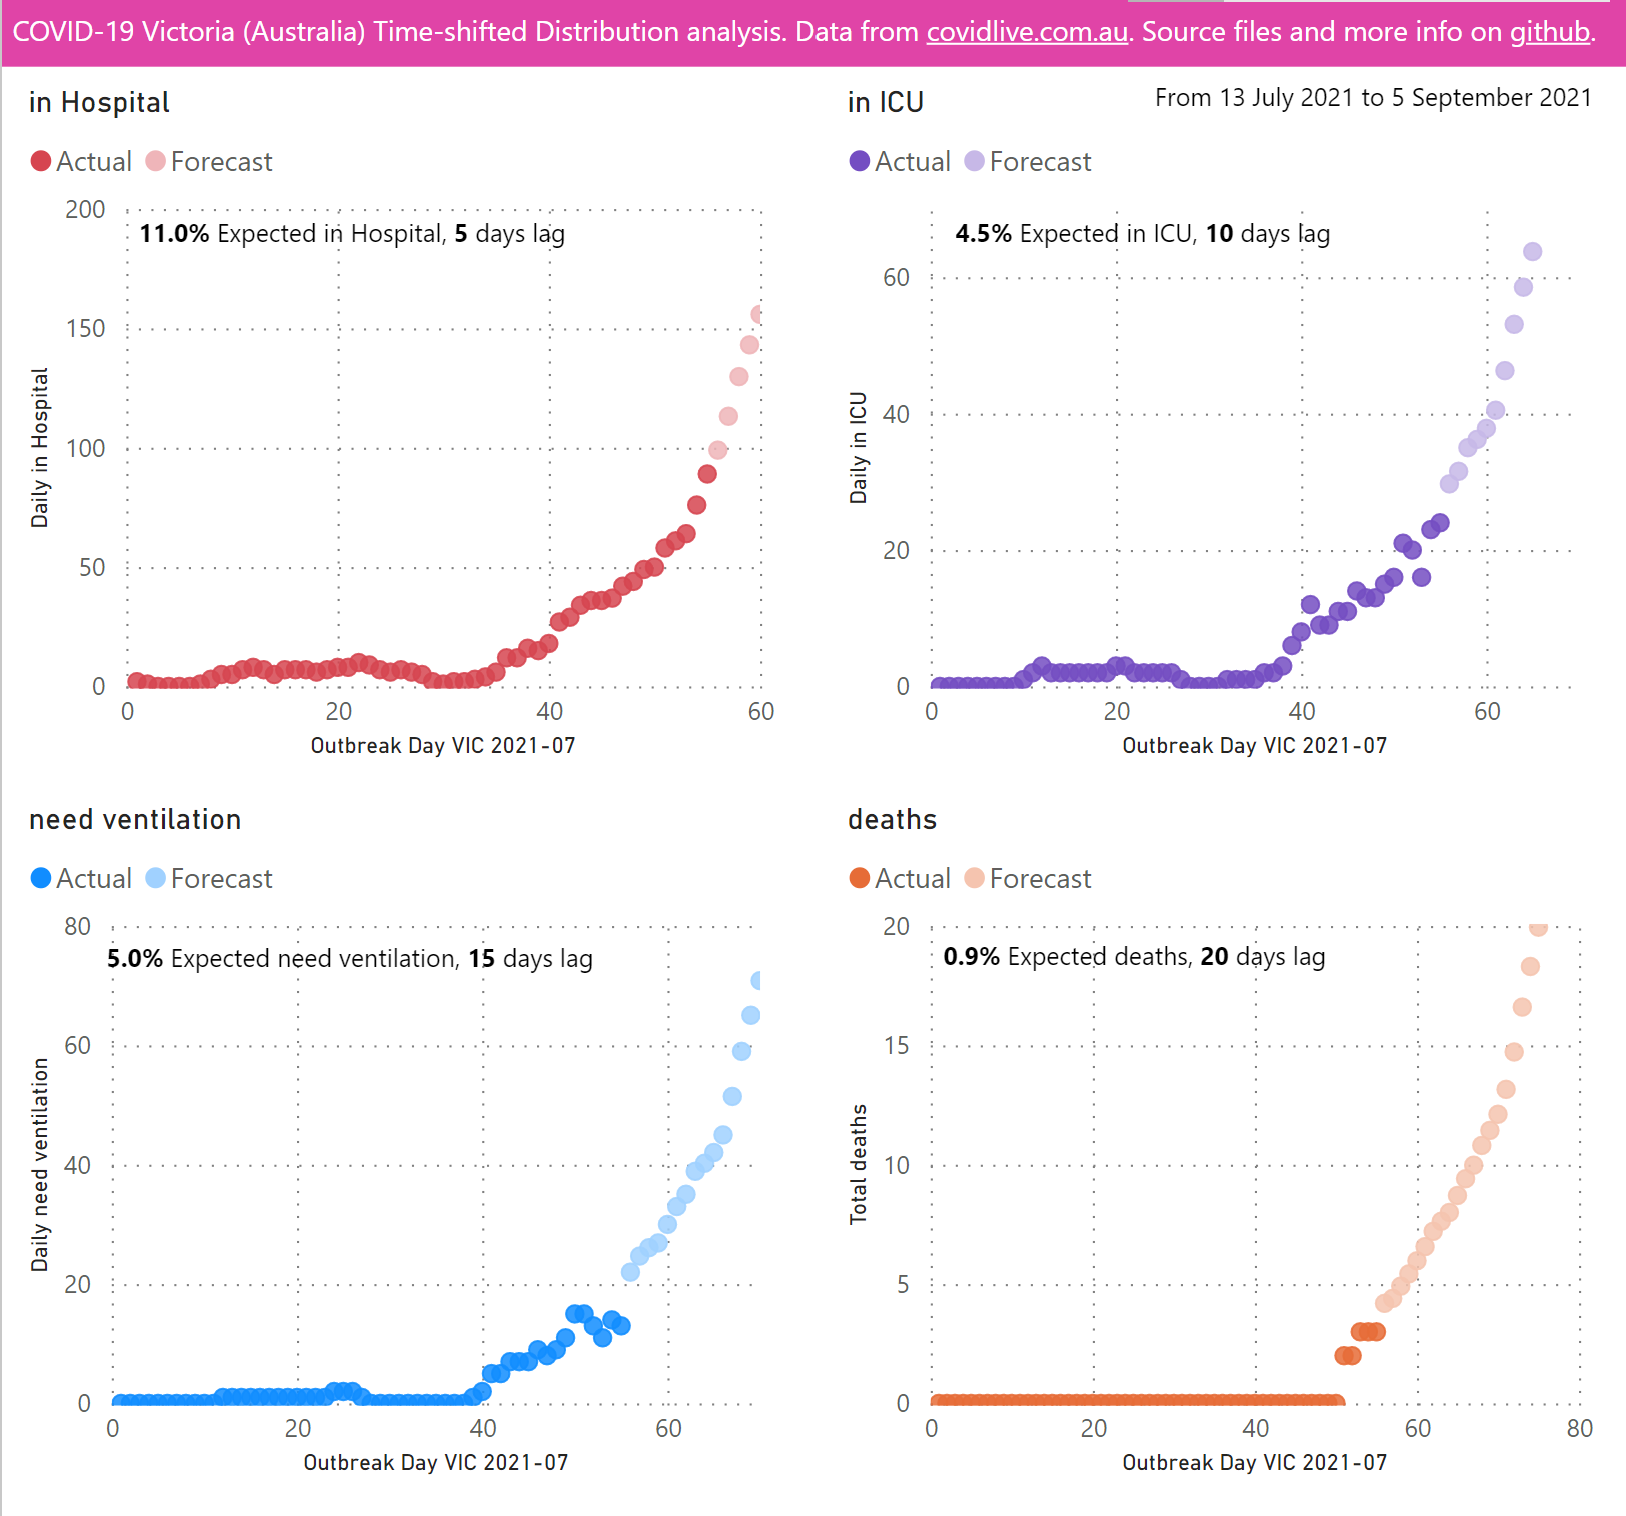 COVID-19 Victoria (Australia) Time-shifted Distribution analysis. Data from covidlive.com.au. Source files and more info on github.
in Hospital
Actual Forecast
200
150
100
50
0
11.0% Expected in Hospital, 5 days lag
Daily in Hospital
0 20 40 60
Outbreak Day VIC 2021-07
in ICU
From 13 July 2021 to 5 September 2021
Actual Forecast
60
40
20
0
4.5% Expected in ICU, 10 days lag
Daily in ICU
0 20 40 60
Outbreak Day VIC 2021-07
need ventilation
Actual Forecast
80
60
40
20
0
5.0% Expected need ventilation, 15 days lag
Daily need ventilation
0 20 40 60
Outbreak Day VIC 2021-07
deaths
Actual Forecast
20
15
10
5
0
0.9% Expected deaths, 20 days lag
Total deaths
0 20 40 60 80
Outbreak Day VIC 2021-07